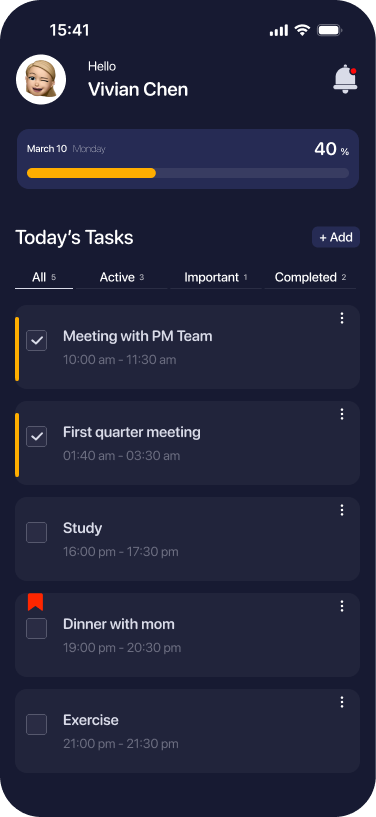 15:41
Hello
Vivian Chen
March 10 Monday 40 %
Today's Tasks + Add
All 5 Active 3 Important 1 Completed 2
Meeting with PM Team
10:00 am - 11:30 am
First quarter meeting
01:40 am - 03:30 am
Study
16:00 pm - 17:30 pm
Dinner with mom
19:00 pm - 20:30 pm
Exercise
21:00 pm - 21:30 pm